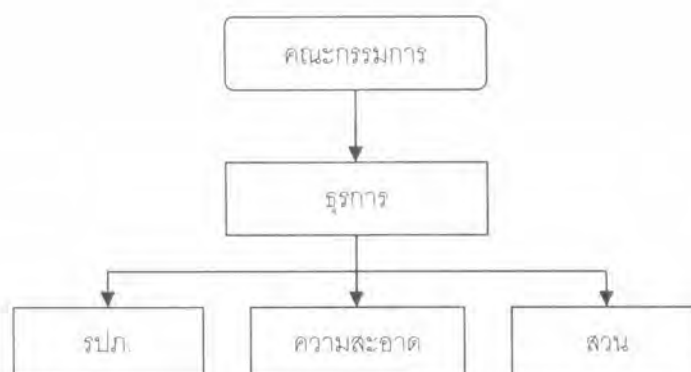 คณะกรรมการ
ธุรการ
รปภ.
ความสะอาด
สวน